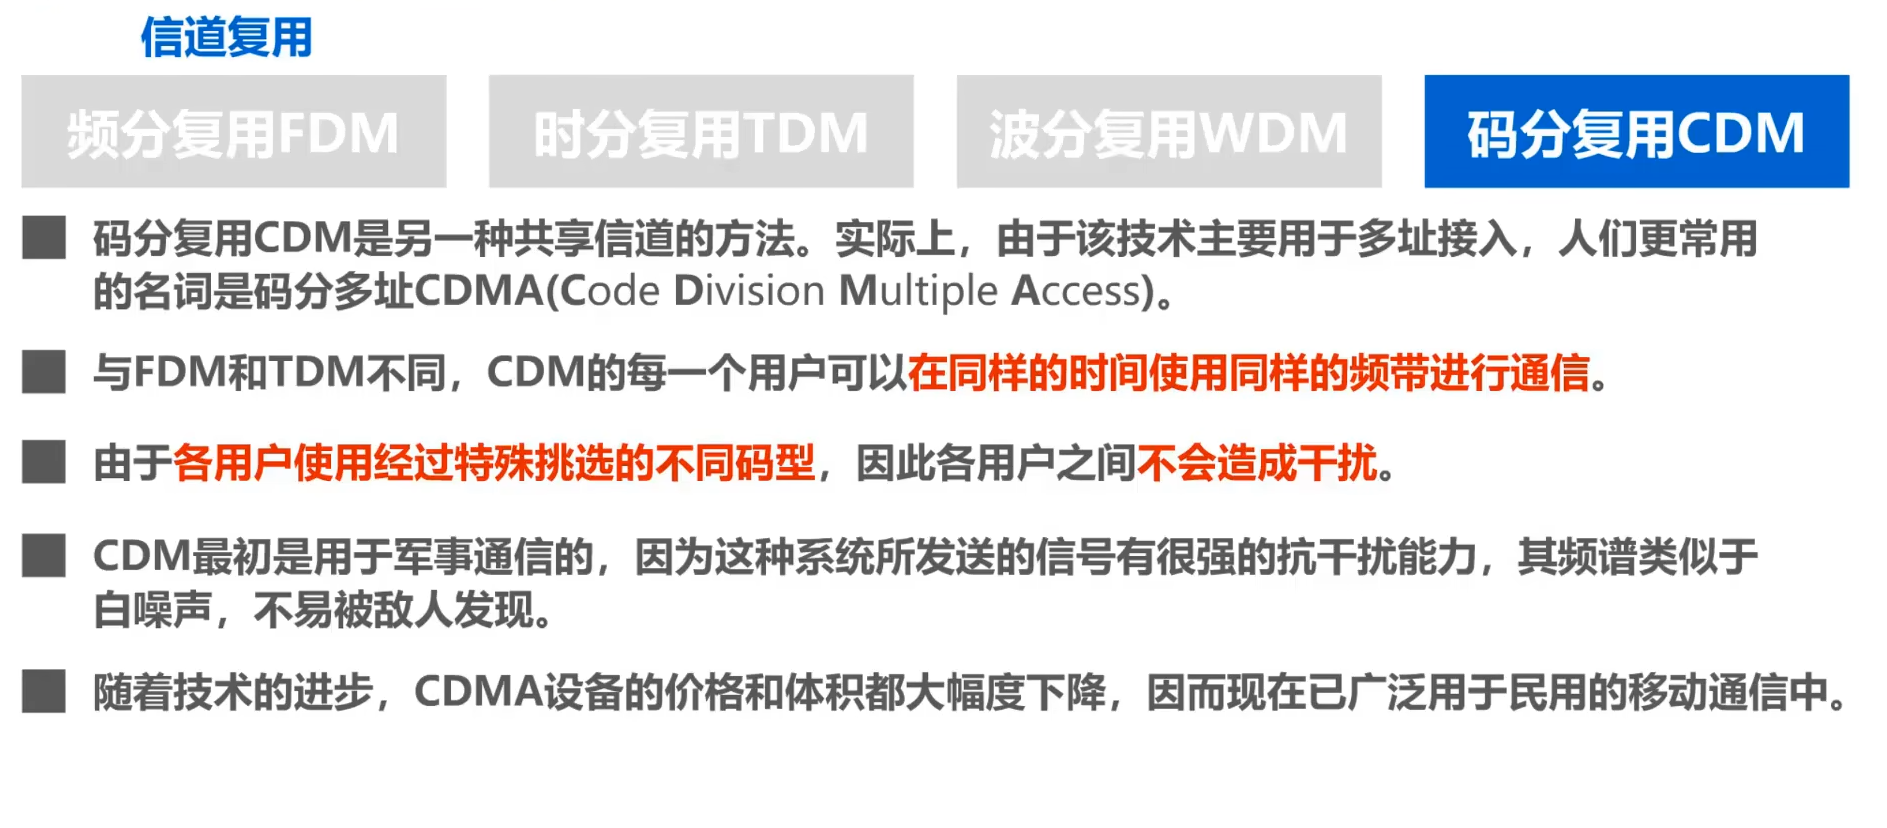 信道复用
频分复用FDM
时分复用TDM
波分复用WDM
码分复用CDM
码分复用CDM是另一种共享信道的方法。实际上，由于该技术主要用于多址接入，人们更常用
的名词是码分多址CDMA(Code Division Multiple Access)。
与FDM和TDM不同，CDM的每一个用户可以在同样的时间使用同样的频带进行通信。
由于各用户使用经过特殊挑选的不同码型，因此各用户之间不会造成干扰。
CDM最初是用于军事通信的，因为这种系统所发送的信号有很强的抗干扰能力，其频谱类似于
白噪声，不易被敌人发现。
随着技术的进步，CDMA设备的价格和体积都大幅度下降，因而现在已广泛用于民用的移动通信中。